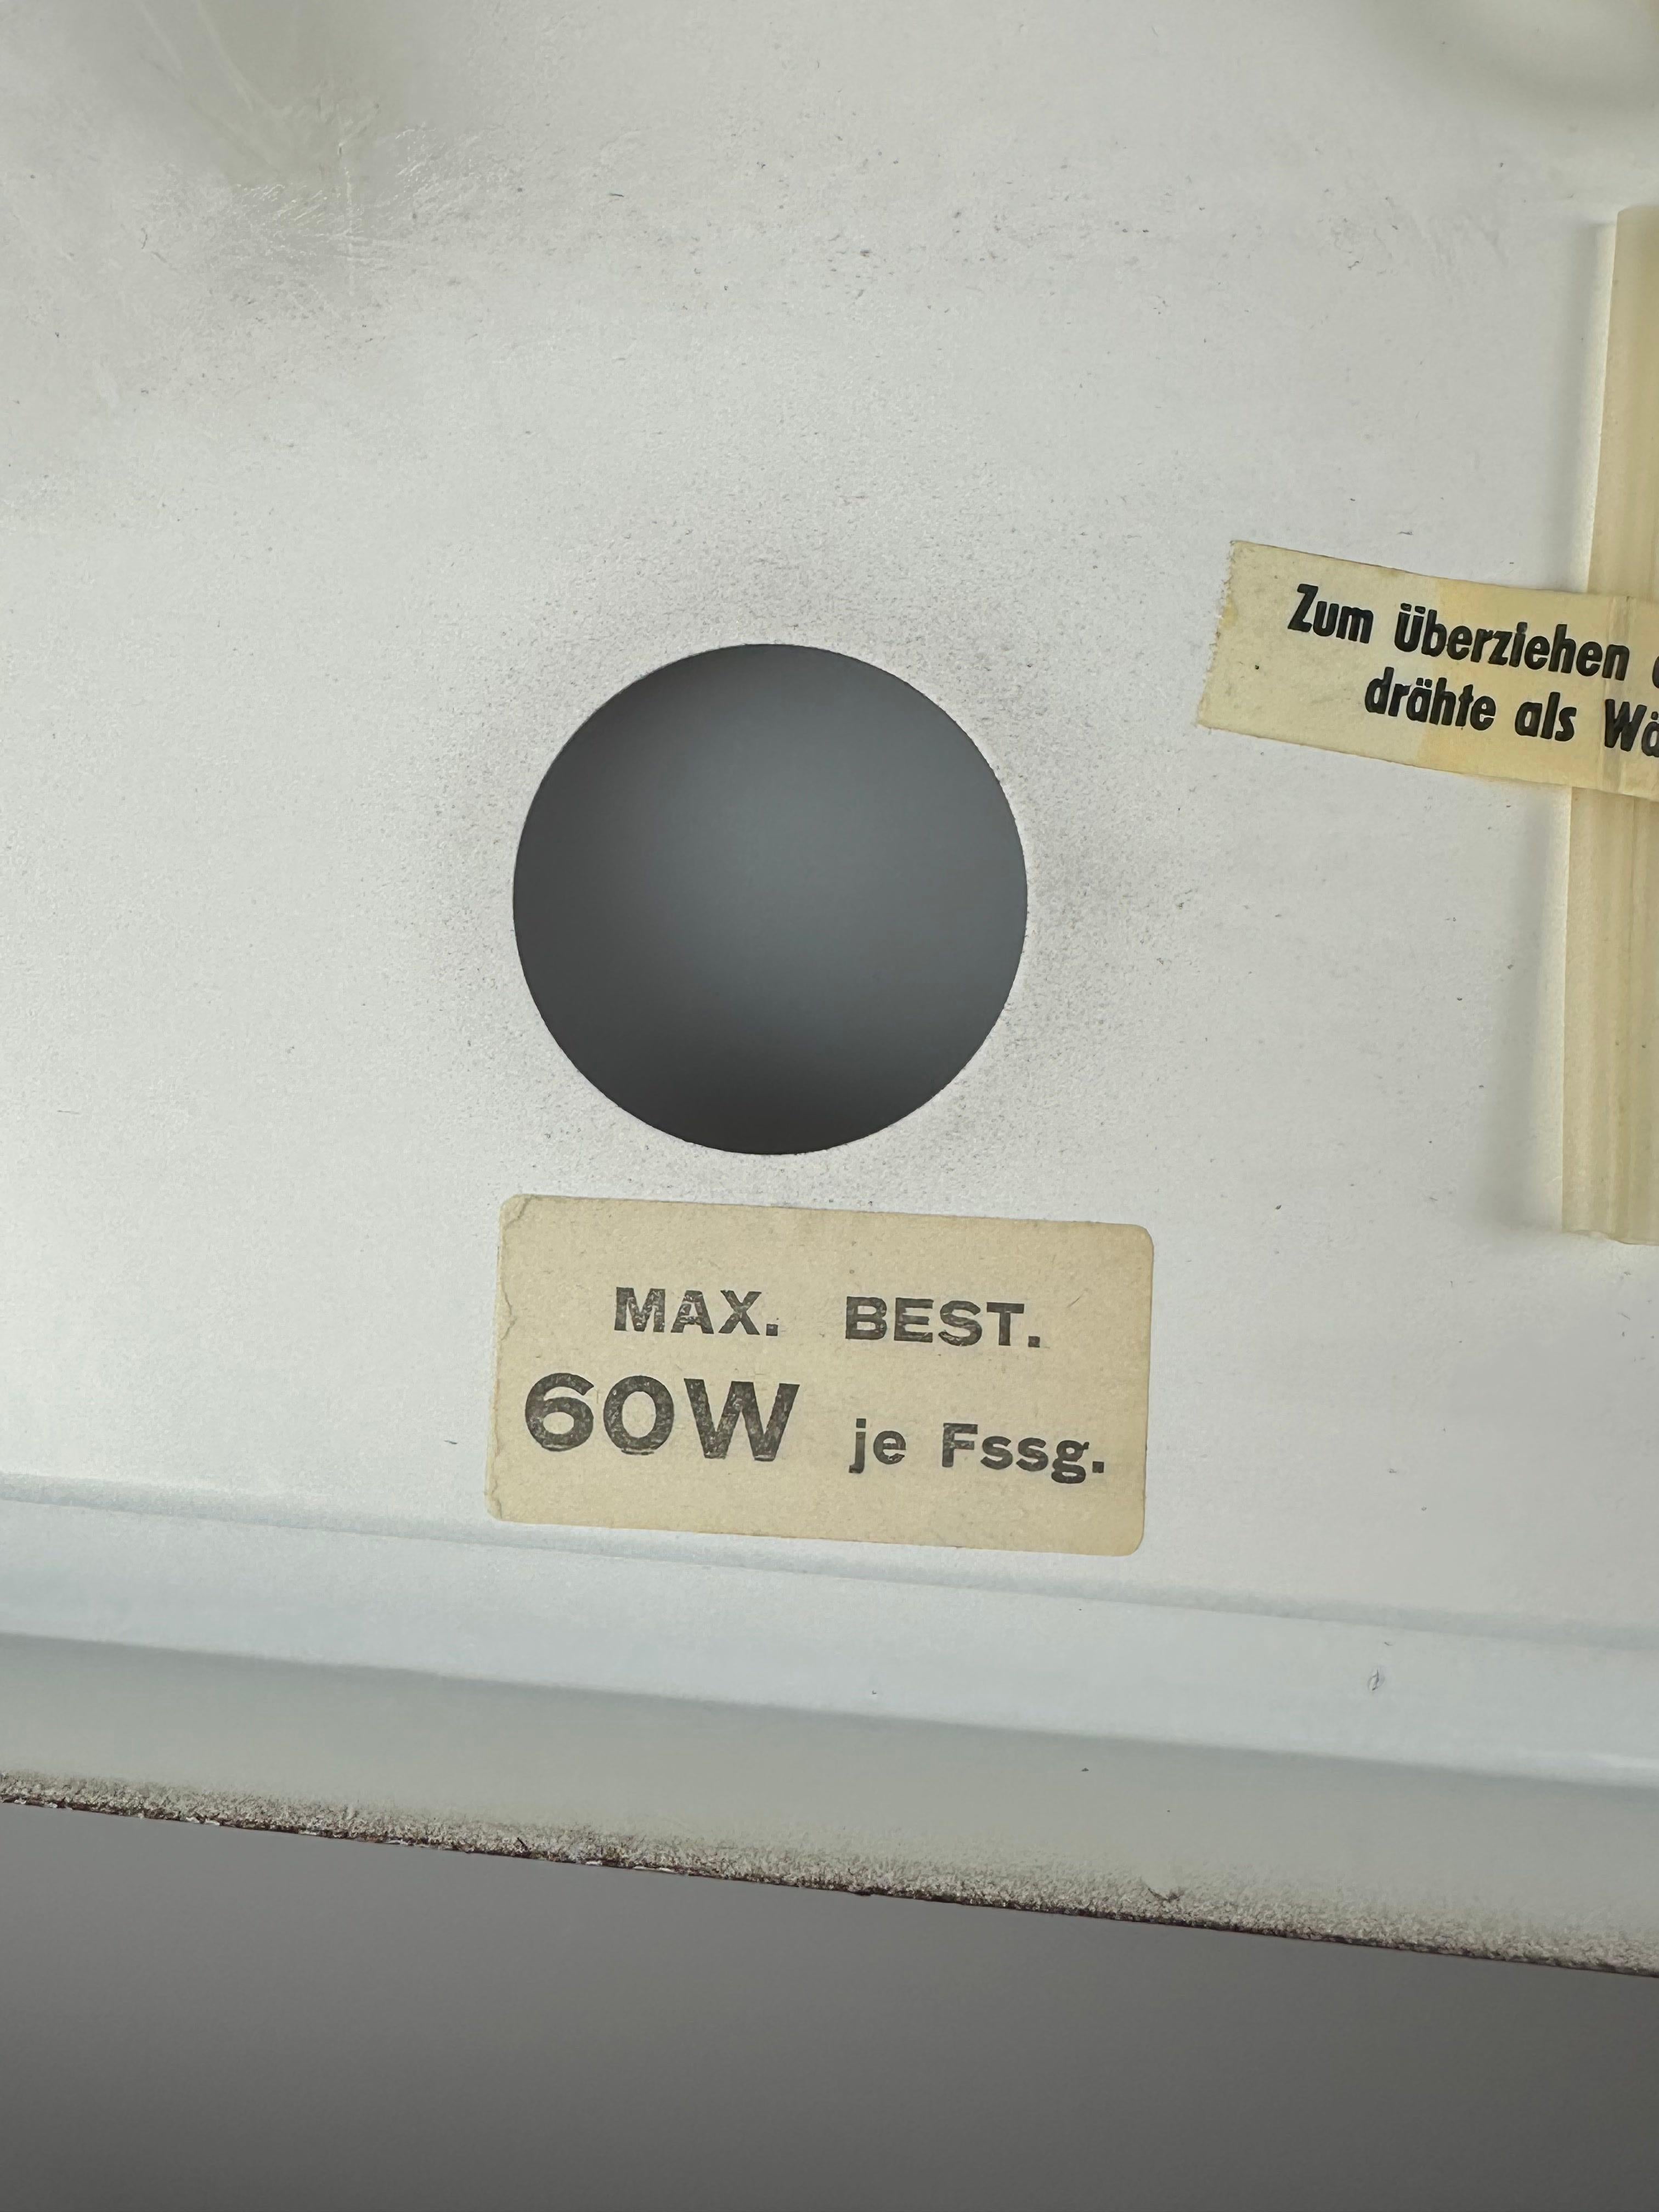 Zum Überziehen
drähte als
MAX. BEST.
60W je Fssg.